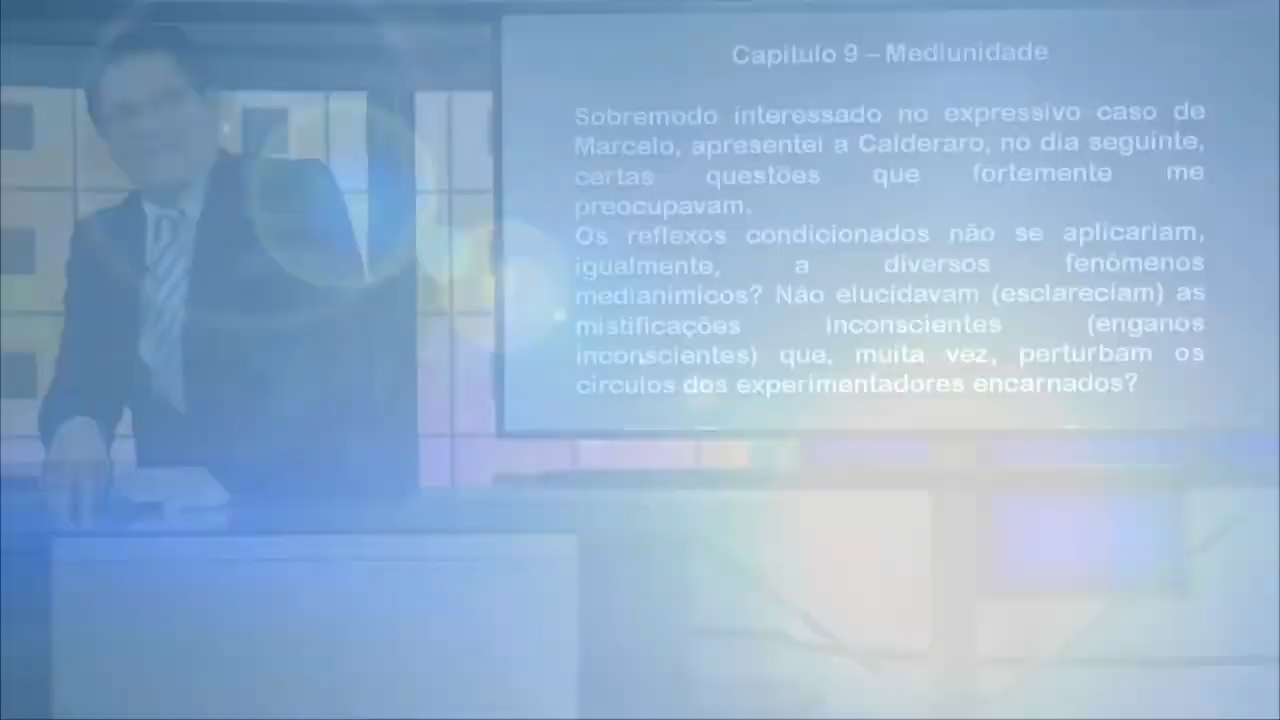 Capítulo 9 – Mediunidade
Sobremodo interessado no expressivo caso de
Marcelo, apresentei a Calderaro, no dia seguinte,
certas questões que fortemente me
preocupavam.
Os reflexos condicionados não se aplicariam,
igualmente, a diversos fenômenos
medianímicos? Não elucidavam (esclareciam) as
mistificações inconscientes (enganos
inconscientes) que, muita vez, perturbam os
círculos dos experimentadores encarnados?